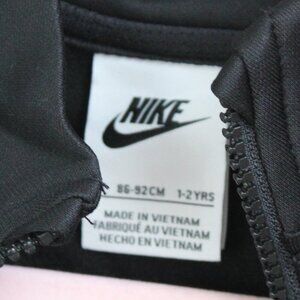 NIKE
86-92CM 1-2YRS
MADE IN VIETNAM
FABRIQUÉ AU VIETNAM
HECHO EN VIETNAM